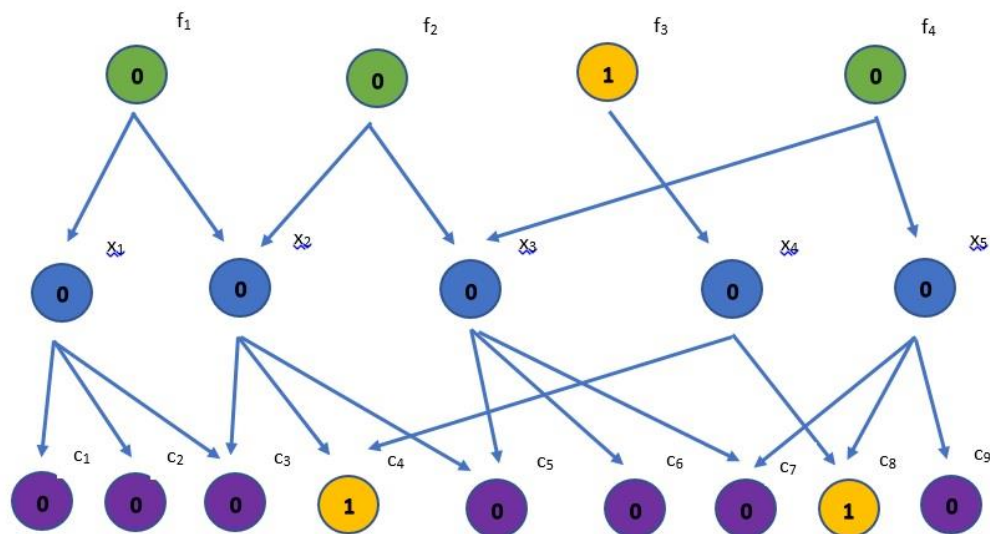 f₁ f₂ f₃ f₄
0 0 1 0
x₁ x₂ x₃ x₄ x₅
0 0 0 0 0
c₁ c₂ c₃ c₄ c₅ c₆ c₇ c₈ c₉
0 0 0 1 0 0 0 1 0